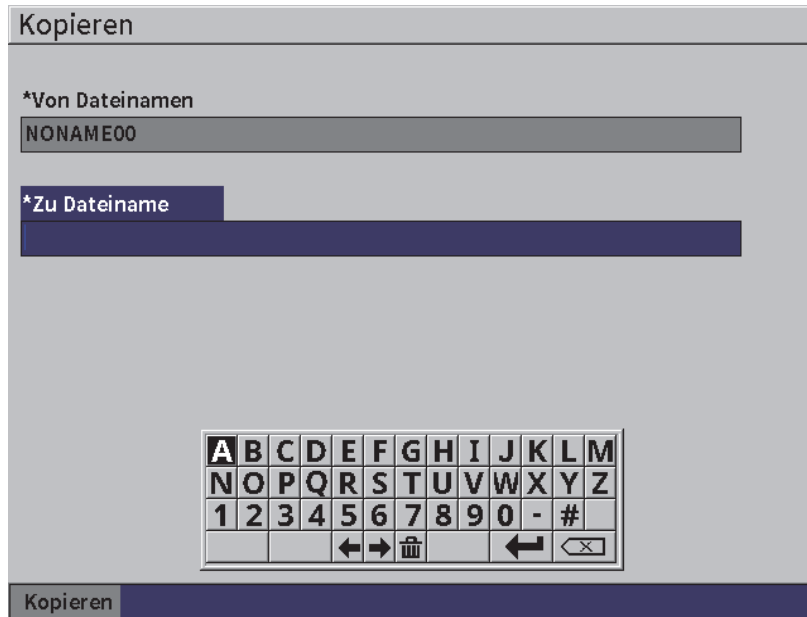 Kopieren
*Von Dateinamen
NONAME00
*Zu Dateiname
A B C D E F G H I J K L M
N O P Q R S T U V W X Y Z
1 2 3 4 5 6 7 8 9 0 - #
Kopieren